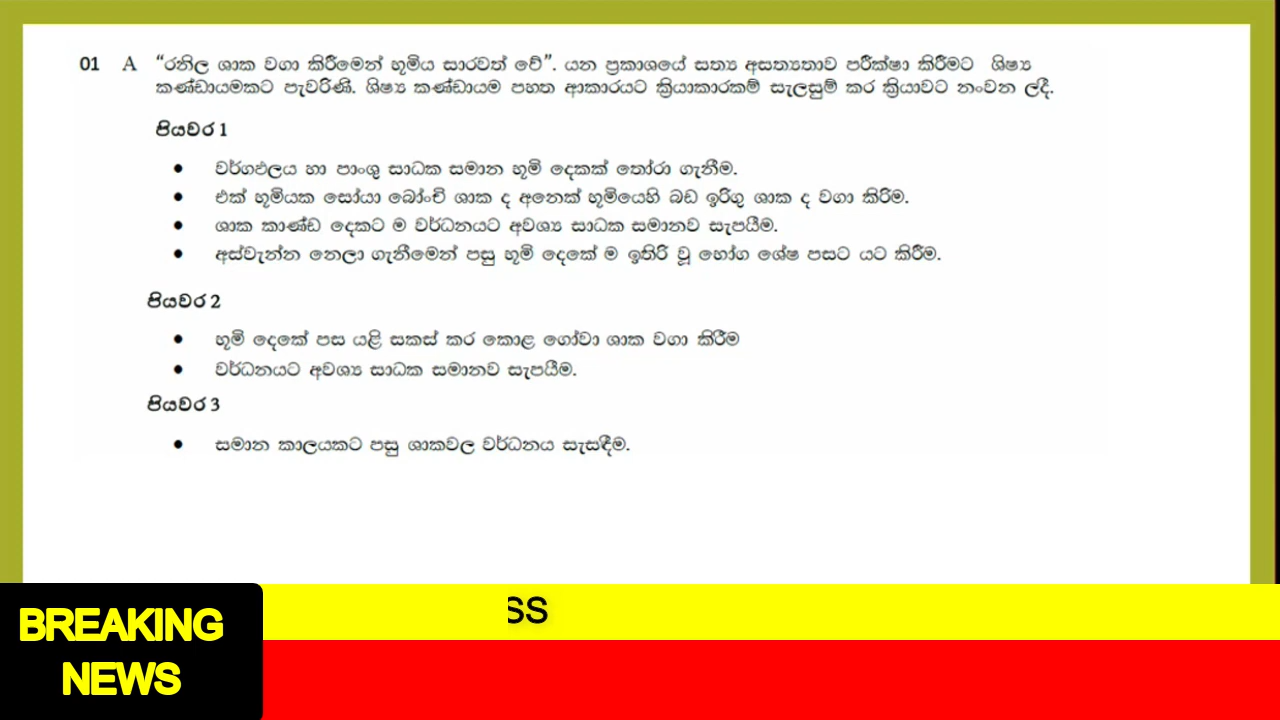 01 A “රනිල ශාක වගා කිරීමෙන් භූමිය සාරවත් වේ”. යන ප්‍රකාශයේ සත්‍ය අසත්‍යතාව පරීක්ෂා කිරීමට ශිෂ්‍ය
කණ්ඩායමකට පැවරිණි. ශිෂ්‍ය කණ්ඩායම පහත ආකාරයට ක්‍රියාකාරකම් සැලසුම් කර ක්‍රියාවට නංවන ල්දී.
පියවර 1
• වර්ගඵලය හා පාංශු සාධක සමාන භූමි දෙකක් තෝරා ගැනීම.
• එක් භූමියක සෝයා බෝංචි ශාක ද අනෙක් භූමියෙහි බඩ ඉරිගු ශාක ද වගා කිරිම.
• ශාක කාණ්ඩ දෙකට ම වර්ධනයට අවශ්‍ය සාධක සමානව සැපයීම.
• අස්වැන්න නෙලා ගැනීමෙන් පසු භූමි දෙකේ ම ඉතිරි වූ භෝග ශේෂ පසට යට කිරීම.
පියවර 2
• භූමි දෙකේ පස යළි සකස් කර කොළ ගෝවා ශාක වගා කිරීම
• වර්ධනයට අවශ්‍ය සාධක සමානව සැපයීම.
පියවර 3
• සමාන කාලයකට පසු ශාකවල වර්ධනය සැසඳීම.
BREAKING
NEWS
SS